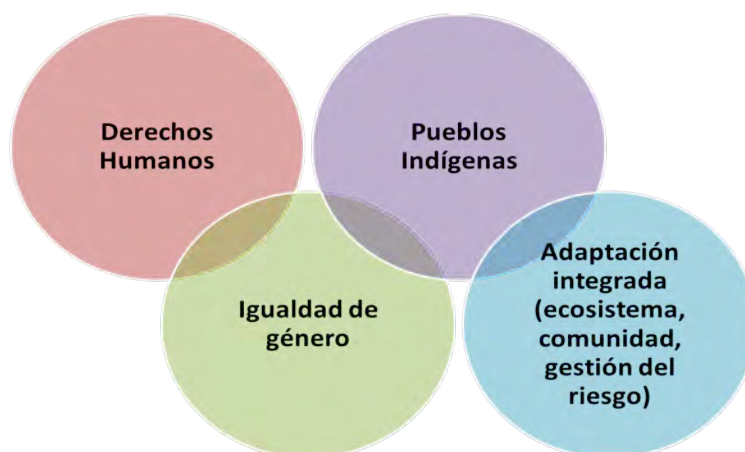 Derechos
Humanos
Pueblos
Indígenas
Igualdad de
género
Adaptación
integrada
(ecosistema,
comunidad,
gestión del
riesgo)